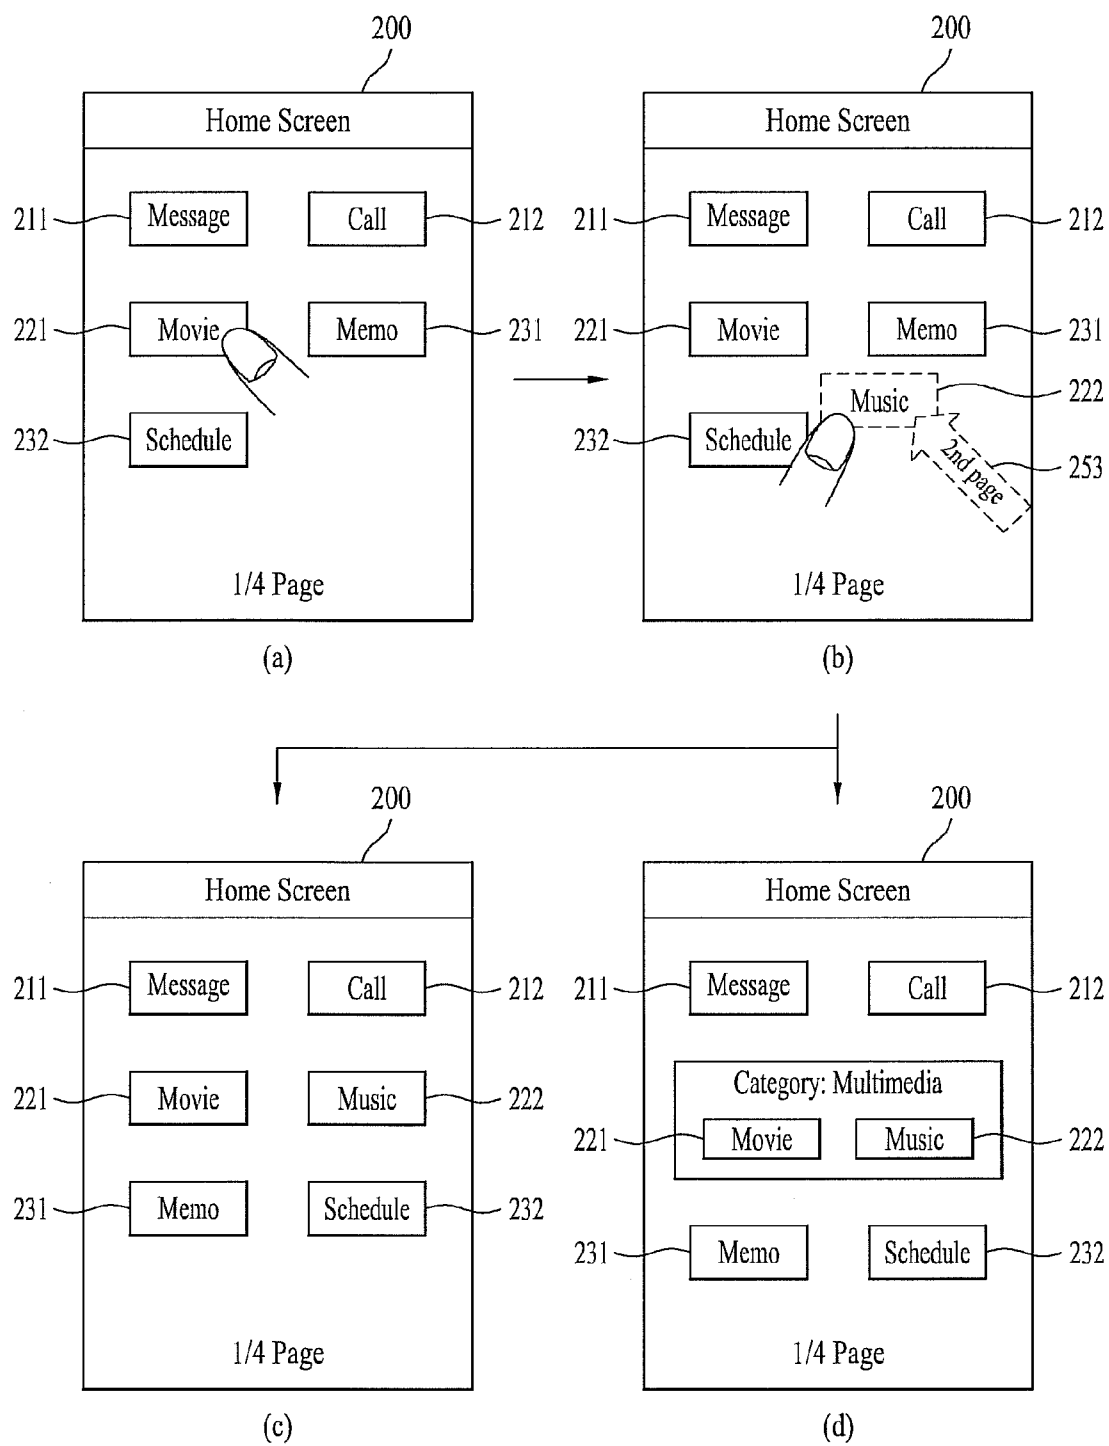 200 200
Home Screen Home Screen
211 Message Call 212 211 Message Call 212
221 Movie Memo 231 221 Movie Memo 231
Music 222
232 Schedule 232 Schedule 2nd page 253
1/4 Page 1/4 Page
(a) (b)
200 200
Home Screen Home Screen
211 Message Call 212 211 Message Call 212
Category: Multimedia
221 Movie Music 222 221 Movie Music 222
231 Memo Schedule 232 231 Memo Schedule 232
1/4 Page 1/4 Page
(c) (d)